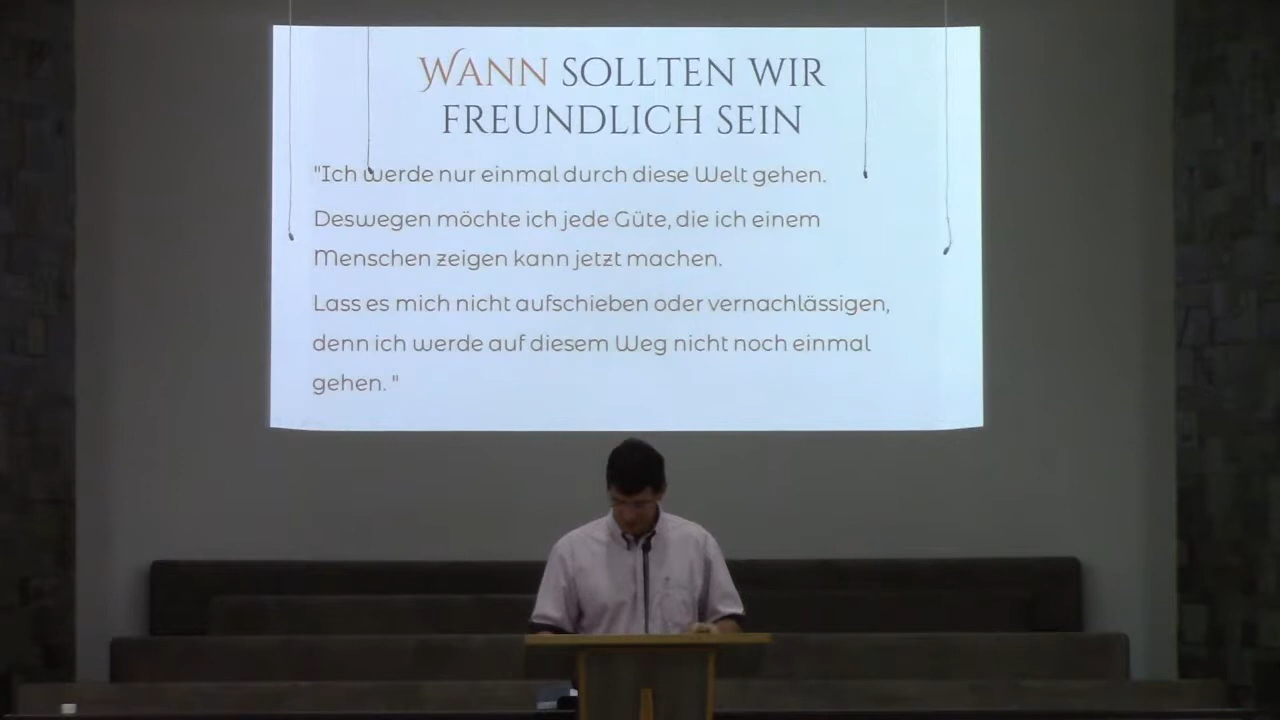 WANN SOLLTEN WIR
FREUNDLICH SEIN
"Ich werde nur einmal durch diese Welt gehen.
Deswegen möchte ich jede Güte, die ich einem
Menschen zeigen kann jetzt machen.
Lass es mich nicht aufschieben oder vernachlässigen,
denn ich werde auf diesem Weg nicht noch einmal
gehen. "